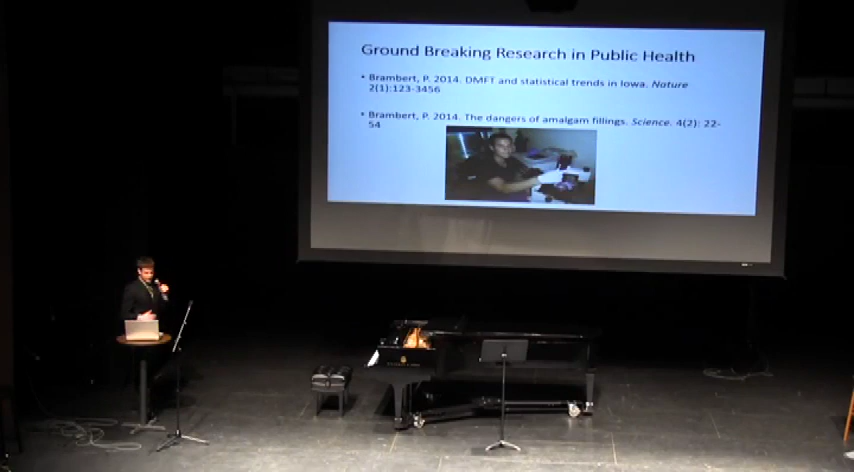 Ground Breaking Research in Public Health
• Brambert, P. 2014. DMFT and statistical trends in Iowa. Nature
2(1):123-3456
• Brambert, P. 2014. The dangers of amalgam fillings. Science. 4(2): 22-
54